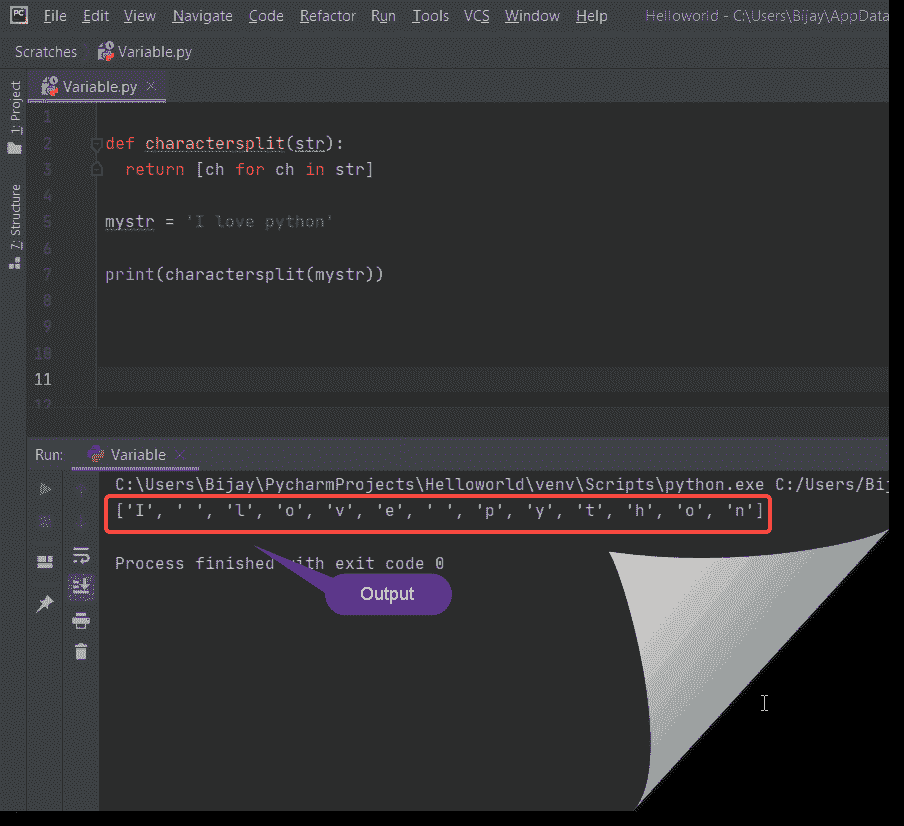 PC File Edit View Navigate Code Refactor Run Tools VCS Window Help Helloworld - C:\Users\Bijay\AppData
Scratches Variable.py
Variable.py
1: Project
7: Structure
1
2 def charactersplit(str):
3 return [ch for ch in str]
4
5 mystr = 'I love python'
6
7 print(charactersplit(mystr))
8
9
10
11
12
Run: Variable
C:\Users\Bijay\PycharmProjects\Helloworld\venv\Scripts\python.exe C:/Users/Bij
['I', ' ', 'l', 'o', 'v', 'e', ' ', 'p', 'y', 't', 'h', 'o', 'n']
Process finished with exit code 0
Output